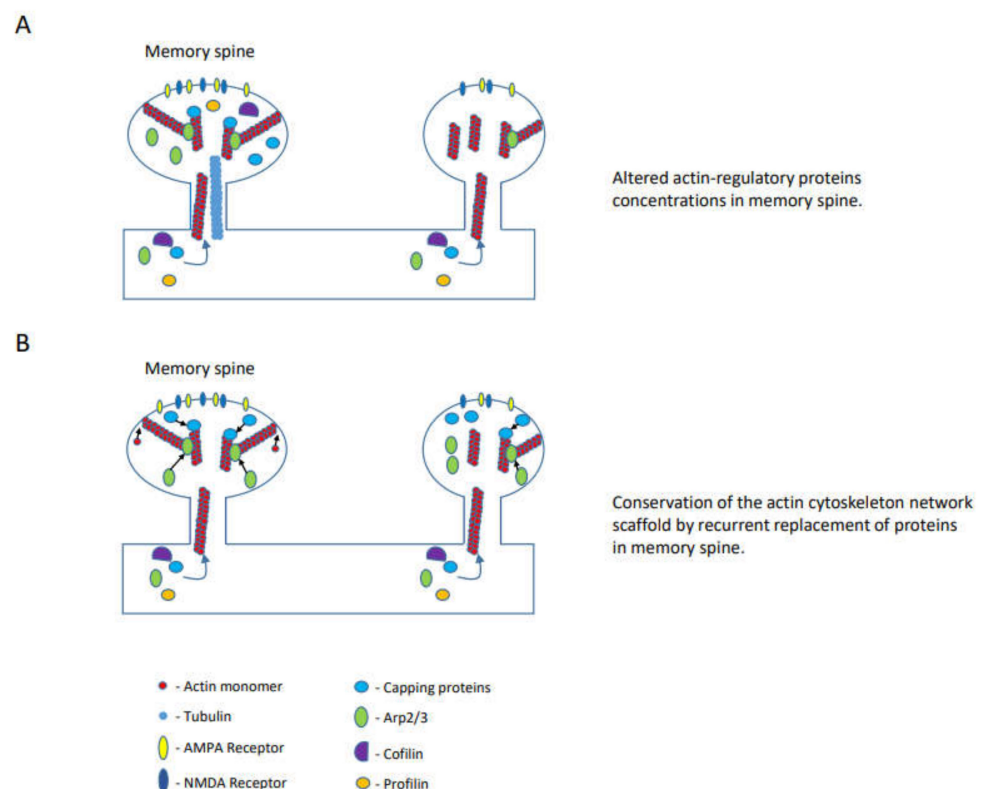 A
Memory spine
Altered actin-regulatory proteins
concentrations in memory spine.
B
Memory spine
Conservation of the actin cytoskeleton network
scaffold by recurrent replacement of proteins
in memory spine.
- Actin monomer
- Tubulin
- AMPA Receptor
- NMDA Receptor
- Capping proteins
- Arp2/3
- Cofilin
- Profilin